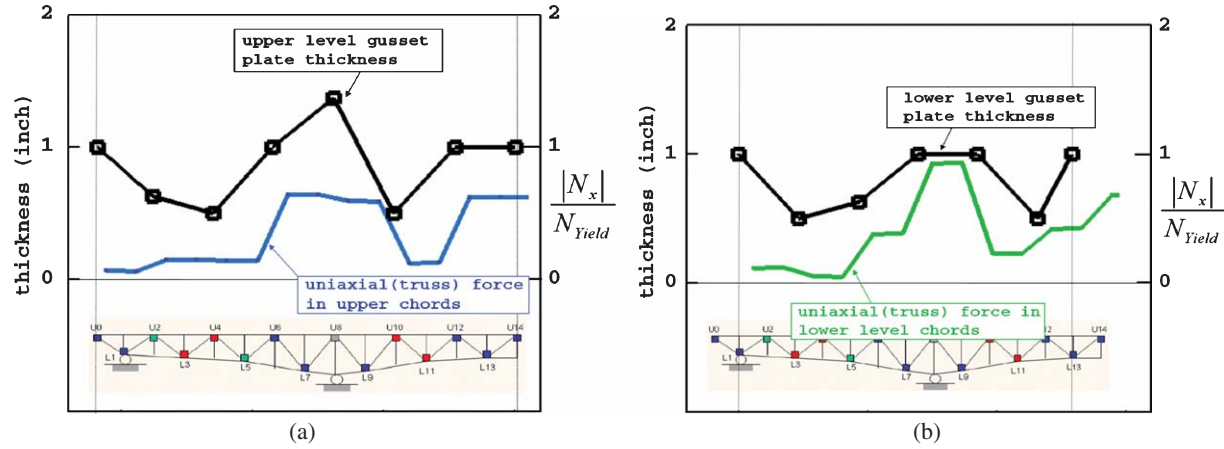 2
1
0
thickness (inch)
upper level gusset
plate thickness
uniaxial(truss) force
in upper chords
2
1
0
|N_x|
N_Yield
U0 U2 U4 U6 U8 U10 U12 U14
L1 L3 L5 L7 L9 L11 L13
(a)
2
1
0
thickness (inch)
lower level gusset
plate thickness
uniaxial(truss) force in
lower level chords
2
1
0
|N_x|
N_Yield
U0 U2 U14
L1 L3 L5 L7 L9 L11 L13
(b)